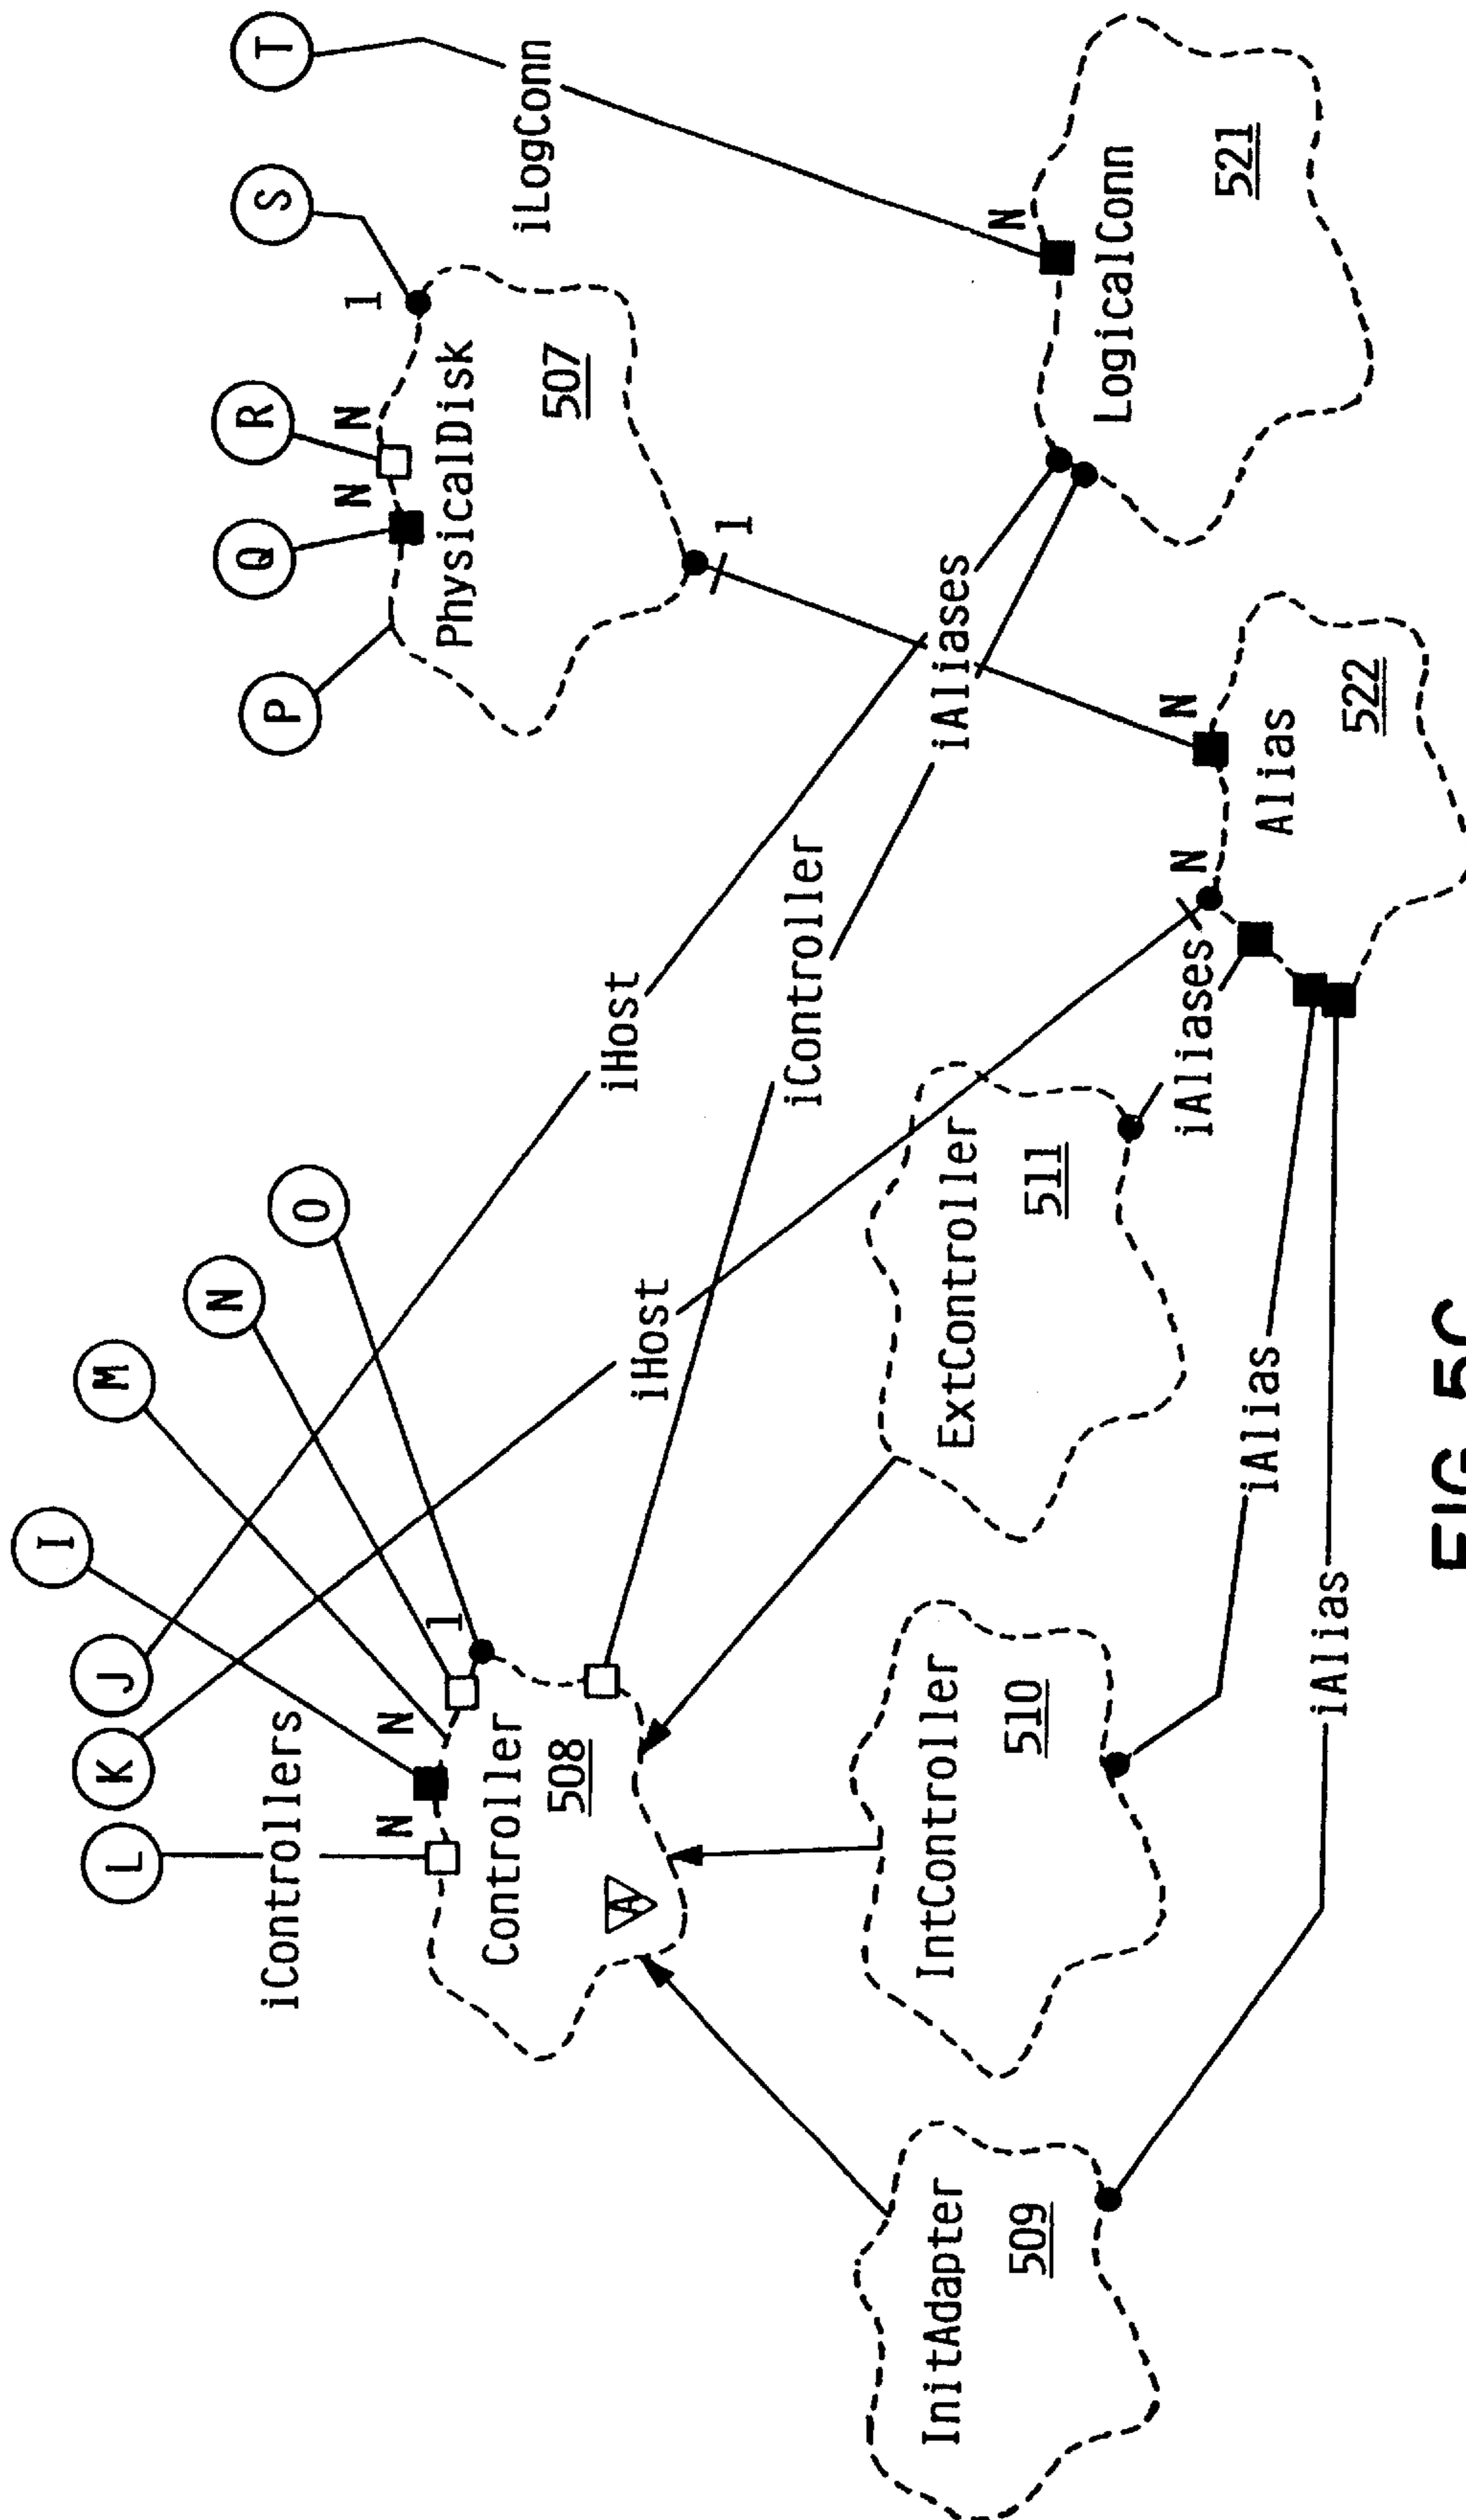 L
K
J
I
M
N
O
P
Q
R
S
T
iControllers
N
N
1
Controller
508
A
N
N
1
PhysicalDisk
507
1
iLogConn
N
LogicalConn
521
iHost
iHost
iController
iAliases
InitAdapter
509
IntController
510
ExtController
511
iAliases
N
N
Alias
522
iAlias
iAlias